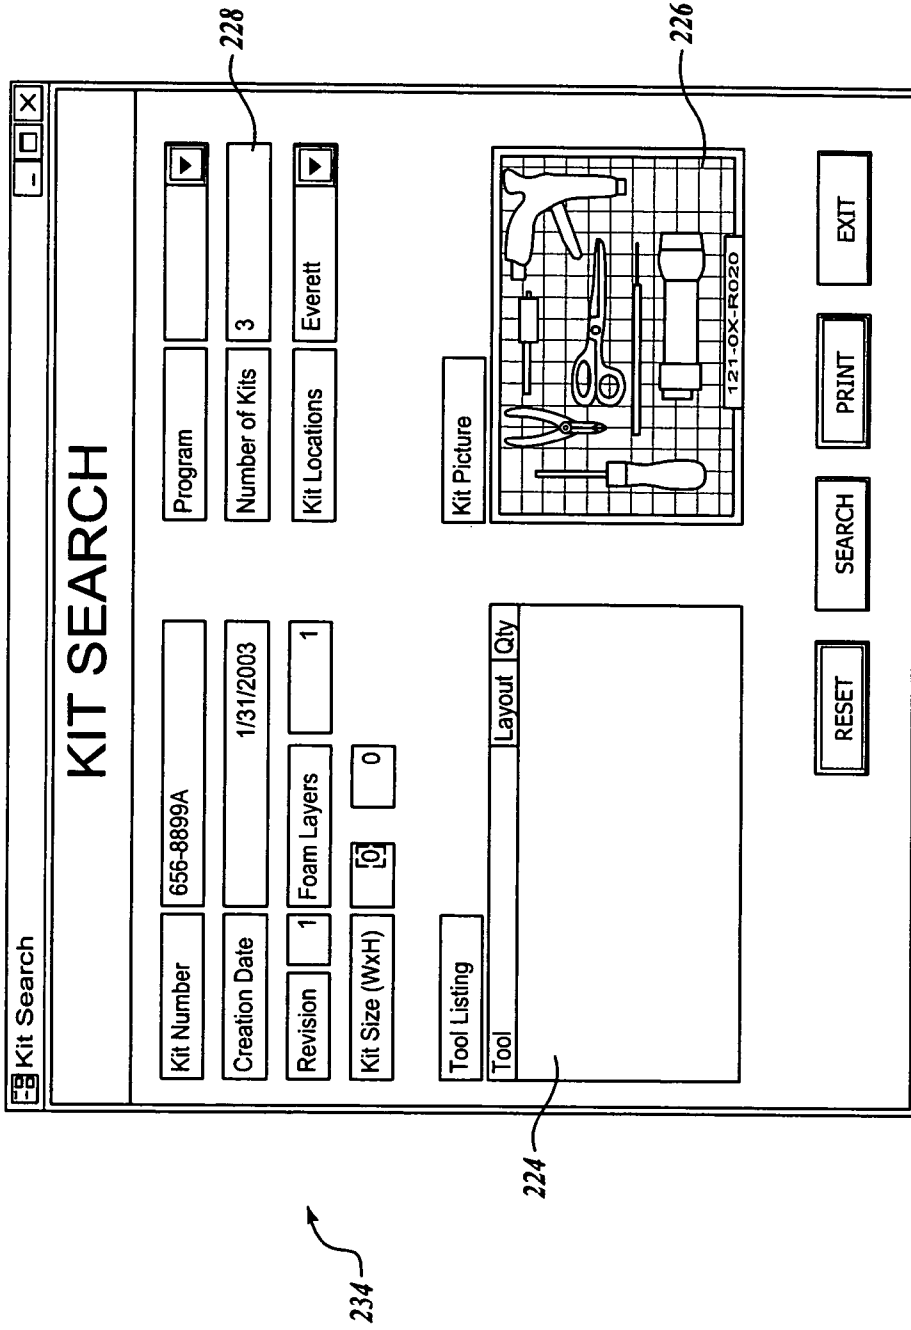 Kit Search
KIT SEARCH
Kit Number 656-8899A Program
Creation Date 1/31/2003 Number of Kits 3
Revision 1 Foam Layers 1 Kit Locations Everett
Kit Size (WxH) 0 0
Tool Listing Kit Picture
Tool Layout Qty
121-OX-R020
RESET SEARCH PRINT EXIT
228
226
224
234